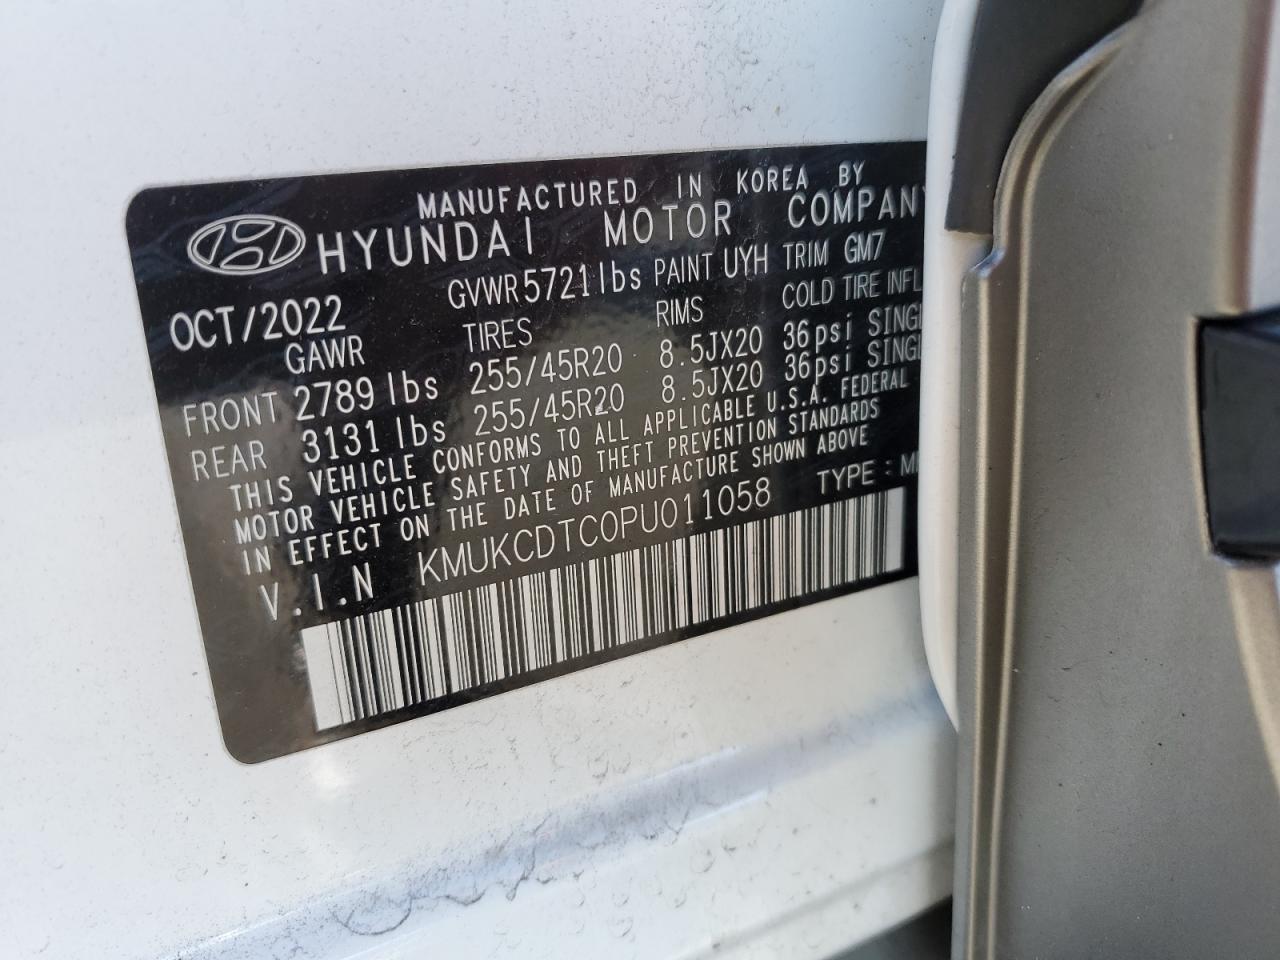 MANUFACTURED IN KOREA BY
HYUNDAI MOTOR COMPANY
OCT/2022 GVWR 5721 lbs PAINT UYH TRIM GM7
GAWR TIRES RIMS COLD TIRE INFL
FRONT 2789 lbs 255/45R20 8.5JX20 36psi SINGL
REAR 3131 lbs 255/45R20 8.5JX20 36psi SINGL
THIS VEHICLE CONFORMS TO ALL APPLICABLE U.S.A. FEDERAL
MOTOR VEHICLE SAFETY AND THEFT PREVENTION STANDARDS
IN EFFECT ON THE DATE OF MANUFACTURE SHOWN ABOVE
V.I.N KMUKCDTC0PU011058 TYPE :